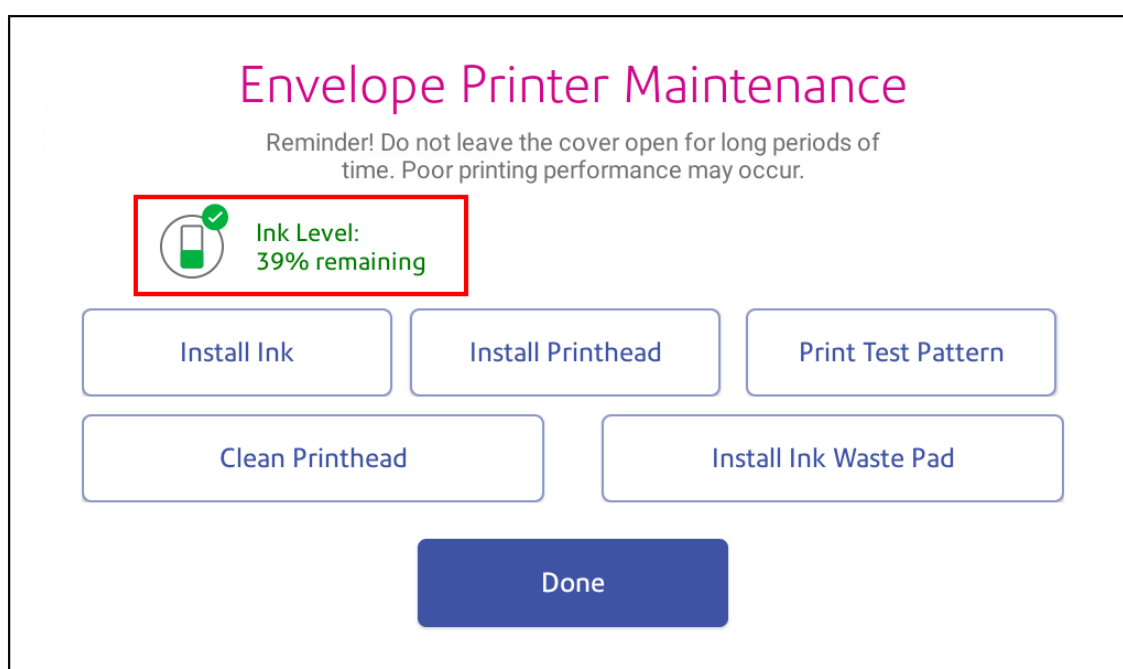 Envelope Printer Maintenance
Reminder! Do not leave the cover open for long periods of
time. Poor printing performance may occur.
Ink Level:
39% remaining
Install Ink
Install Printhead
Print Test Pattern
Clean Printhead
Install Ink Waste Pad
Done